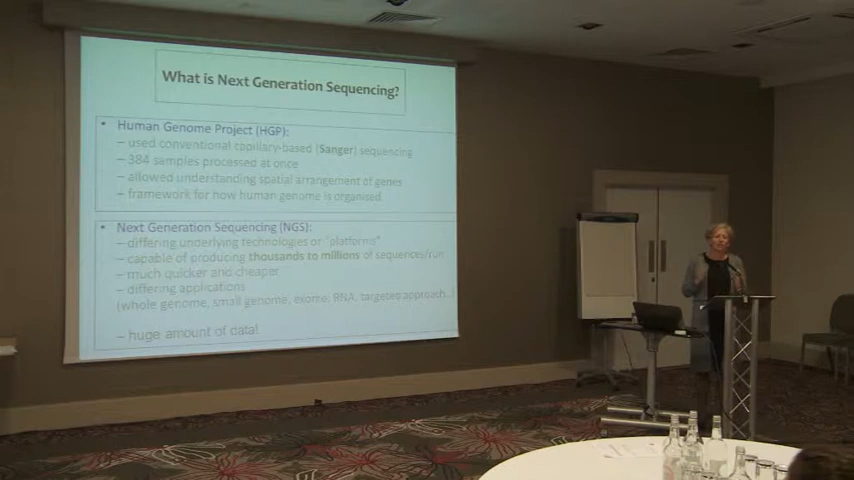 What is Next Generation Sequencing?
• Human Genome Project (HGP):
– used conventional capillary-based (Sanger) sequencing
– 384 samples processed at once
– allowed understanding spatial arrangement of genes
– framework for how human genome is organised
• Next Generation Sequencing (NGS):
– differing underlying technologies or "platforms"
– capable of producing thousands to millions of sequences/run
– much quicker and cheaper
– differing applications
(whole genome, small genome, exome, RNA, targeted approach...)
– huge amount of data!